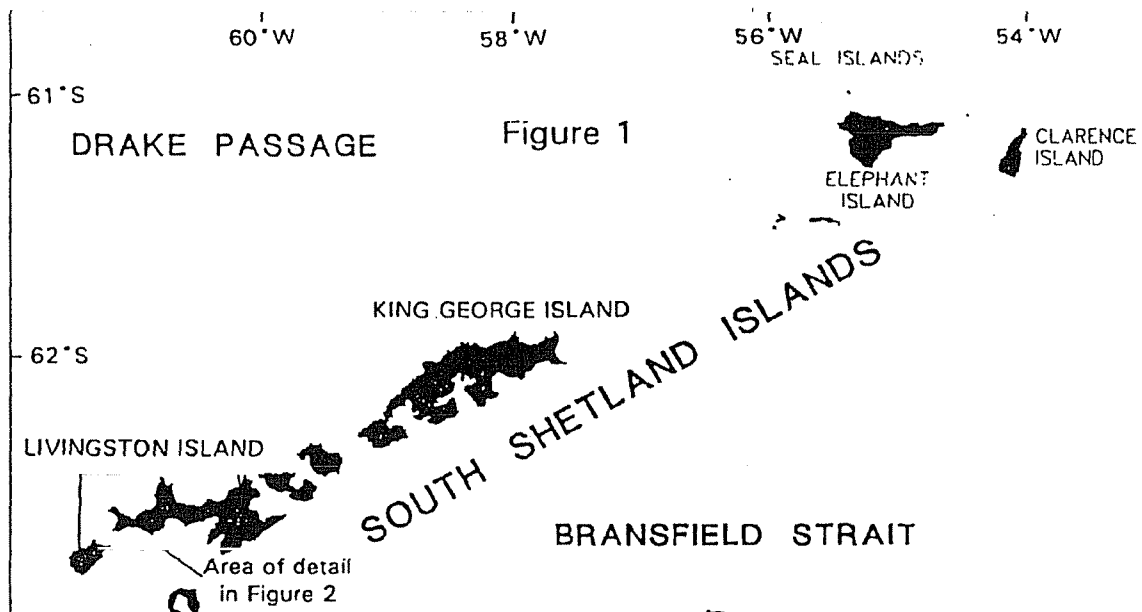 60°W 58°W 56°W 54°W
SEAL ISLANDS
61°S
DRAKE PASSAGE
Figure 1
CLARENCE
ISLAND
ELEPHANT
ISLAND
KING GEORGE ISLAND
62°S
SOUTH SHETLAND ISLANDS
LIVINGSTON ISLAND
BRANSFIELD STRAIT
Area of detail
in Figure 2